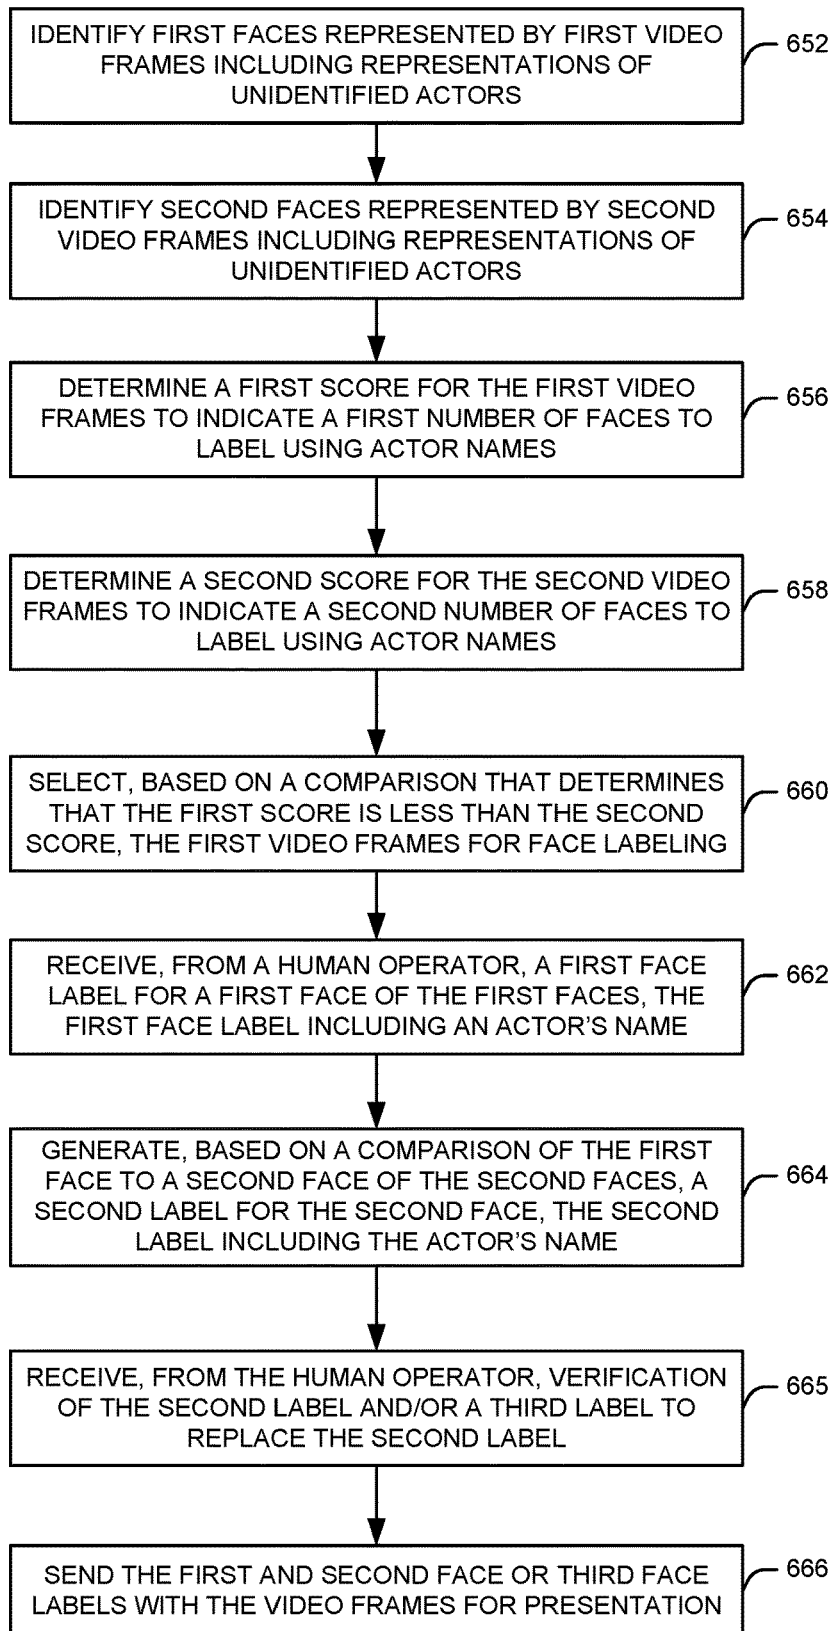 IDENTIFY FIRST FACES REPRESENTED BY FIRST VIDEO
FRAMES INCLUDING REPRESENTATIONS OF
UNIDENTIFIED ACTORS
652
IDENTIFY SECOND FACES REPRESENTED BY SECOND
VIDEO FRAMES INCLUDING REPRESENTATIONS OF
UNIDENTIFIED ACTORS
654
DETERMINE A FIRST SCORE FOR THE FIRST VIDEO
FRAMES TO INDICATE A FIRST NUMBER OF FACES TO
LABEL USING ACTOR NAMES
656
DETERMINE A SECOND SCORE FOR THE SECOND VIDEO
FRAMES TO INDICATE A SECOND NUMBER OF FACES TO
LABEL USING ACTOR NAMES
658
SELECT, BASED ON A COMPARISON THAT DETERMINES
THAT THE FIRST SCORE IS LESS THAN THE SECOND
SCORE, THE FIRST VIDEO FRAMES FOR FACE LABELING
660
RECEIVE, FROM A HUMAN OPERATOR, A FIRST FACE
LABEL FOR A FIRST FACE OF THE FIRST FACES, THE
FIRST FACE LABEL INCLUDING AN ACTOR'S NAME
662
GENERATE, BASED ON A COMPARISON OF THE FIRST
FACE TO A SECOND FACE OF THE SECOND FACES, A
SECOND LABEL FOR THE SECOND FACE, THE SECOND
LABEL INCLUDING THE ACTOR'S NAME
664
RECEIVE, FROM THE HUMAN OPERATOR, VERIFICATION
OF THE SECOND LABEL AND/OR A THIRD LABEL TO
REPLACE THE SECOND LABEL
665
SEND THE FIRST AND SECOND FACE OR THIRD FACE
LABELS WITH THE VIDEO FRAMES FOR PRESENTATION
666